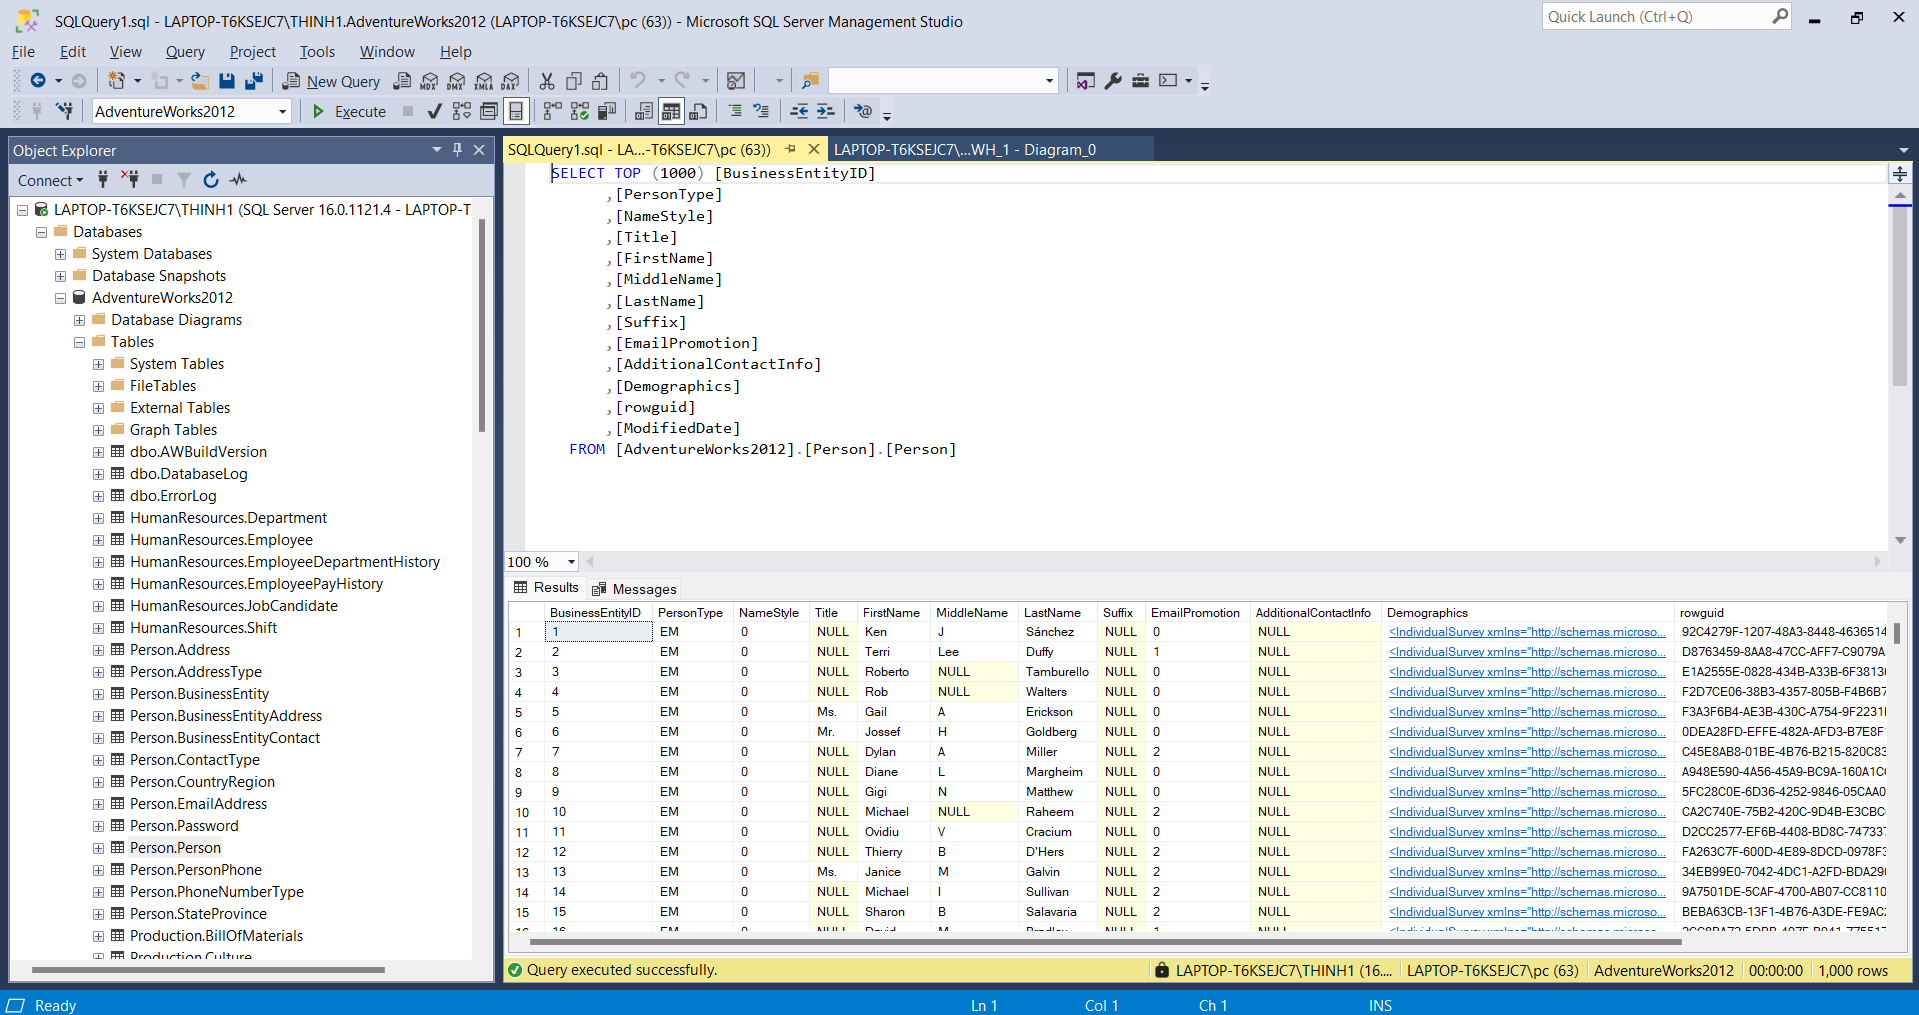 SQLQuery1.sql - LAPTOP-T6KSEJC7\THINH1.AdventureWorks2012 (LAPTOP-T6KSEJC7\pc (63)) - Microsoft SQL Server Management Studio
Quick Launch (Ctrl+Q)
File Edit View Query Project Tools Window Help
New Query MDX DMX XMLA DAX
AdventureWorks2012 Execute
Object Explorer
Connect
LAPTOP-T6KSEJC7\THINH1 (SQL Server 16.0.1121.4 - LAPTOP-T
Databases
System Databases
Database Snapshots
AdventureWorks2012
Database Diagrams
Tables
System Tables
FileTables
External Tables
Graph Tables
dbo.AWBuildVersion
dbo.DatabaseLog
dbo.ErrorLog
HumanResources.Department
HumanResources.Employee
HumanResources.EmployeeDepartmentHistory
HumanResources.EmployeePayHistory
HumanResources.JobCandidate
HumanResources.Shift
Person.Address
Person.AddressType
Person.BusinessEntity
Person.BusinessEntityAddress
Person.BusinessEntityContact
Person.ContactType
Person.CountryRegion
Person.EmailAddress
Person.Password
Person.Person
Person.PersonPhone
Person.PhoneNumberType
Person.StateProvince
Production.BillOfMaterials
Production.Culture
SQLQuery1.sql - LA...-T6KSEJC7\pc (63)) LAPTOP-T6KSEJC7\...WH_1 - Diagram_0
SELECT TOP (1000) [BusinessEntityID]
,[PersonType]
,[NameStyle]
,[Title]
,[FirstName]
,[MiddleName]
,[LastName]
,[Suffix]
,[EmailPromotion]
,[AdditionalContactInfo]
,[Demographics]
,[rowguid]
,[ModifiedDate]
FROM [AdventureWorks2012].[Person].[Person]
100 %
Results Messages
BusinessEntityID PersonType NameStyle Title FirstName MiddleName LastName Suffix EmailPromotion AdditionalContactInfo Demographics rowguid
1 1 EM 0 NULL Ken J Sánchez NULL 0 NULL <IndividualSurvey xmlns="http://schemas.microso... 92C4279F-1207-48A3-8448-4636514
2 2 EM 0 NULL Terri Lee Duffy NULL 1 NULL <IndividualSurvey xmlns="http://schemas.microso... D8763459-8AA8-47CC-AFF7-C9079A
3 3 EM 0 NULL Roberto NULL Tamburello NULL 0 NULL <IndividualSurvey xmlns="http://schemas.microso... E1A2555E-0828-434B-A33B-6F3813
4 4 EM 0 NULL Rob NULL Walters NULL 0 NULL <IndividualSurvey xmlns="http://schemas.microso... F2D7CE06-38B3-4357-805B-F4B6B7
5 5 EM 0 Ms. Gail A Erickson NULL 0 NULL <IndividualSurvey xmlns="http://schemas.microso... F3A3F6B4-AE3B-430C-A754-9F2231
6 6 EM 0 Mr. Jossef H Goldberg NULL 0 NULL <IndividualSurvey xmlns="http://schemas.microso... 0DEA28FD-EFFE-482A-AFD3-B7E8F
7 7 EM 0 NULL Dylan A Miller NULL 2 NULL <IndividualSurvey xmlns="http://schemas.microso... C45E8AB8-01BE-4B76-B215-820C83
8 8 EM 0 NULL Diane L Margheim NULL 0 NULL <IndividualSurvey xmlns="http://schemas.microso... A948E590-4A56-45A9-BC9A-160A1C
9 9 EM 0 NULL Gigi N Matthew NULL 0 NULL <IndividualSurvey xmlns="http://schemas.microso... 5FC28C0E-6D36-4252-9846-05CAA0
10 10 EM 0 NULL Michael NULL Raheem NULL 2 NULL <IndividualSurvey xmlns="http://schemas.microso... CA2C740E-75B2-420C-9D4B-E3CBC
11 11 EM 0 NULL Ovidiu V Cracium NULL 0 NULL <IndividualSurvey xmlns="http://schemas.microso... D2CC2577-EF6B-4408-BD8C-747337
12 12 EM 0 NULL Thierry B D'Hers NULL 2 NULL <IndividualSurvey xmlns="http://schemas.microso... FA263C7F-600D-4E89-8DCD-0978F3
13 13 EM 0 Ms. Janice M Galvin NULL 2 NULL <IndividualSurvey xmlns="http://schemas.microso... 34EB99E0-7042-4DC1-A2FD-BDA29
14 14 EM 0 NULL Michael I Sullivan NULL 2 NULL <IndividualSurvey xmlns="http://schemas.microso... 9A7501DE-5CAF-4700-AB07-CC8110
15 15 EM 0 NULL Sharon B Salavaria NULL 2 NULL <IndividualSurvey xmlns="http://schemas.microso... BEBA63CB-13F1-4B76-A3DE-FE9AC
Query executed successfully. LAPTOP-T6KSEJC7\THINH1 (16.... LAPTOP-T6KSEJC7\pc (63) AdventureWorks2012 00:00:00 1,000 rows
Ready Ln 1 Col 1 Ch 1 INS